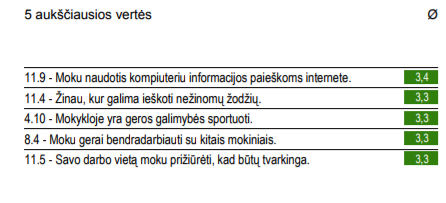 5 aukščiausios vertės Ø
11.9 - Moku naudotis kompiuteriu informacijos paieškoms internete. 3,4
11.4 - Žinau, kur galima ieškoti nežinomų žodžių. 3,3
4.10 - Mokykloje yra geros galimybės sportuoti. 3,3
8.4 - Moku gerai bendradarbiauti su kitais mokiniais. 3,3
11.5 - Savo darbo vietą moku prižiūrėti, kad būtų tvarkinga. 3,3